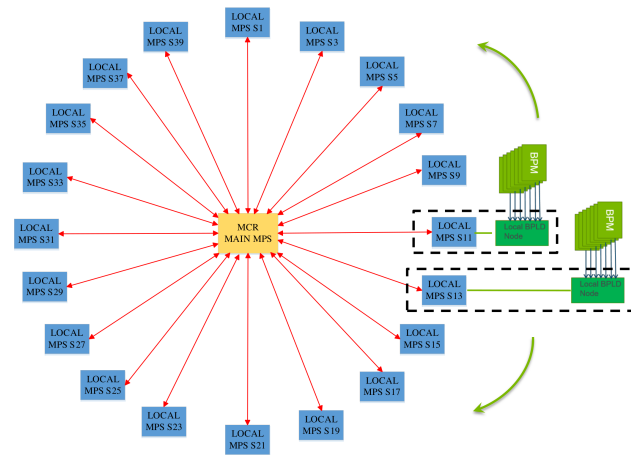 LOCAL
MPS S1
LOCAL
MPS S3
LOCAL
MPS S5
LOCAL
MPS S7
LOCAL
MPS S9
LOCAL
MPS S11
LOCAL
MPS S13
LOCAL
MPS S15
LOCAL
MPS S17
LOCAL
MPS S19
LOCAL
MPS S21
LOCAL
MPS S23
LOCAL
MPS S25
LOCAL
MPS S27
LOCAL
MPS S29
LOCAL
MPS S31
LOCAL
MPS S33
LOCAL
MPS S35
LOCAL
MPS S37
LOCAL
MPS S39
MCR
MAIN MPS
BPM
Local BPLD
Node
BPM
Local BPLD
Node